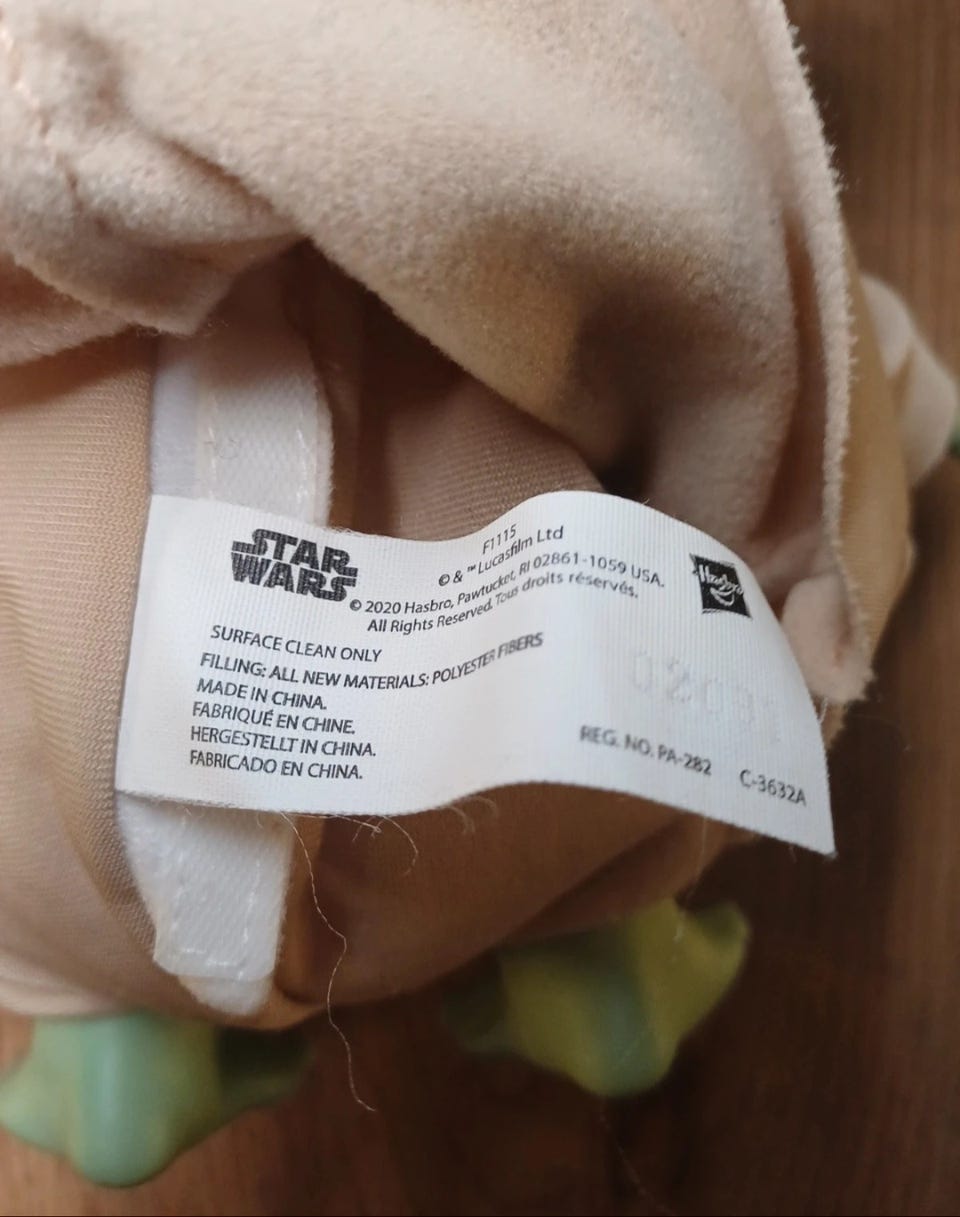 STAR
WARS
F1115
© & ™ Lucasfilm Ltd
© 2020 Hasbro, Pawtucket, RI 02861-1059 USA.
All Rights Reserved. Tous droits réservés.
Hasbro
SURFACE CLEAN ONLY
FILLING: ALL NEW MATERIALS: POLYESTER FIBERS
MADE IN CHINA.
FABRIQUÉ EN CHINE.
HERGESTELLT IN CHINA.
FABRICADO EN CHINA.
REG. NO. PA-282 C-3632A